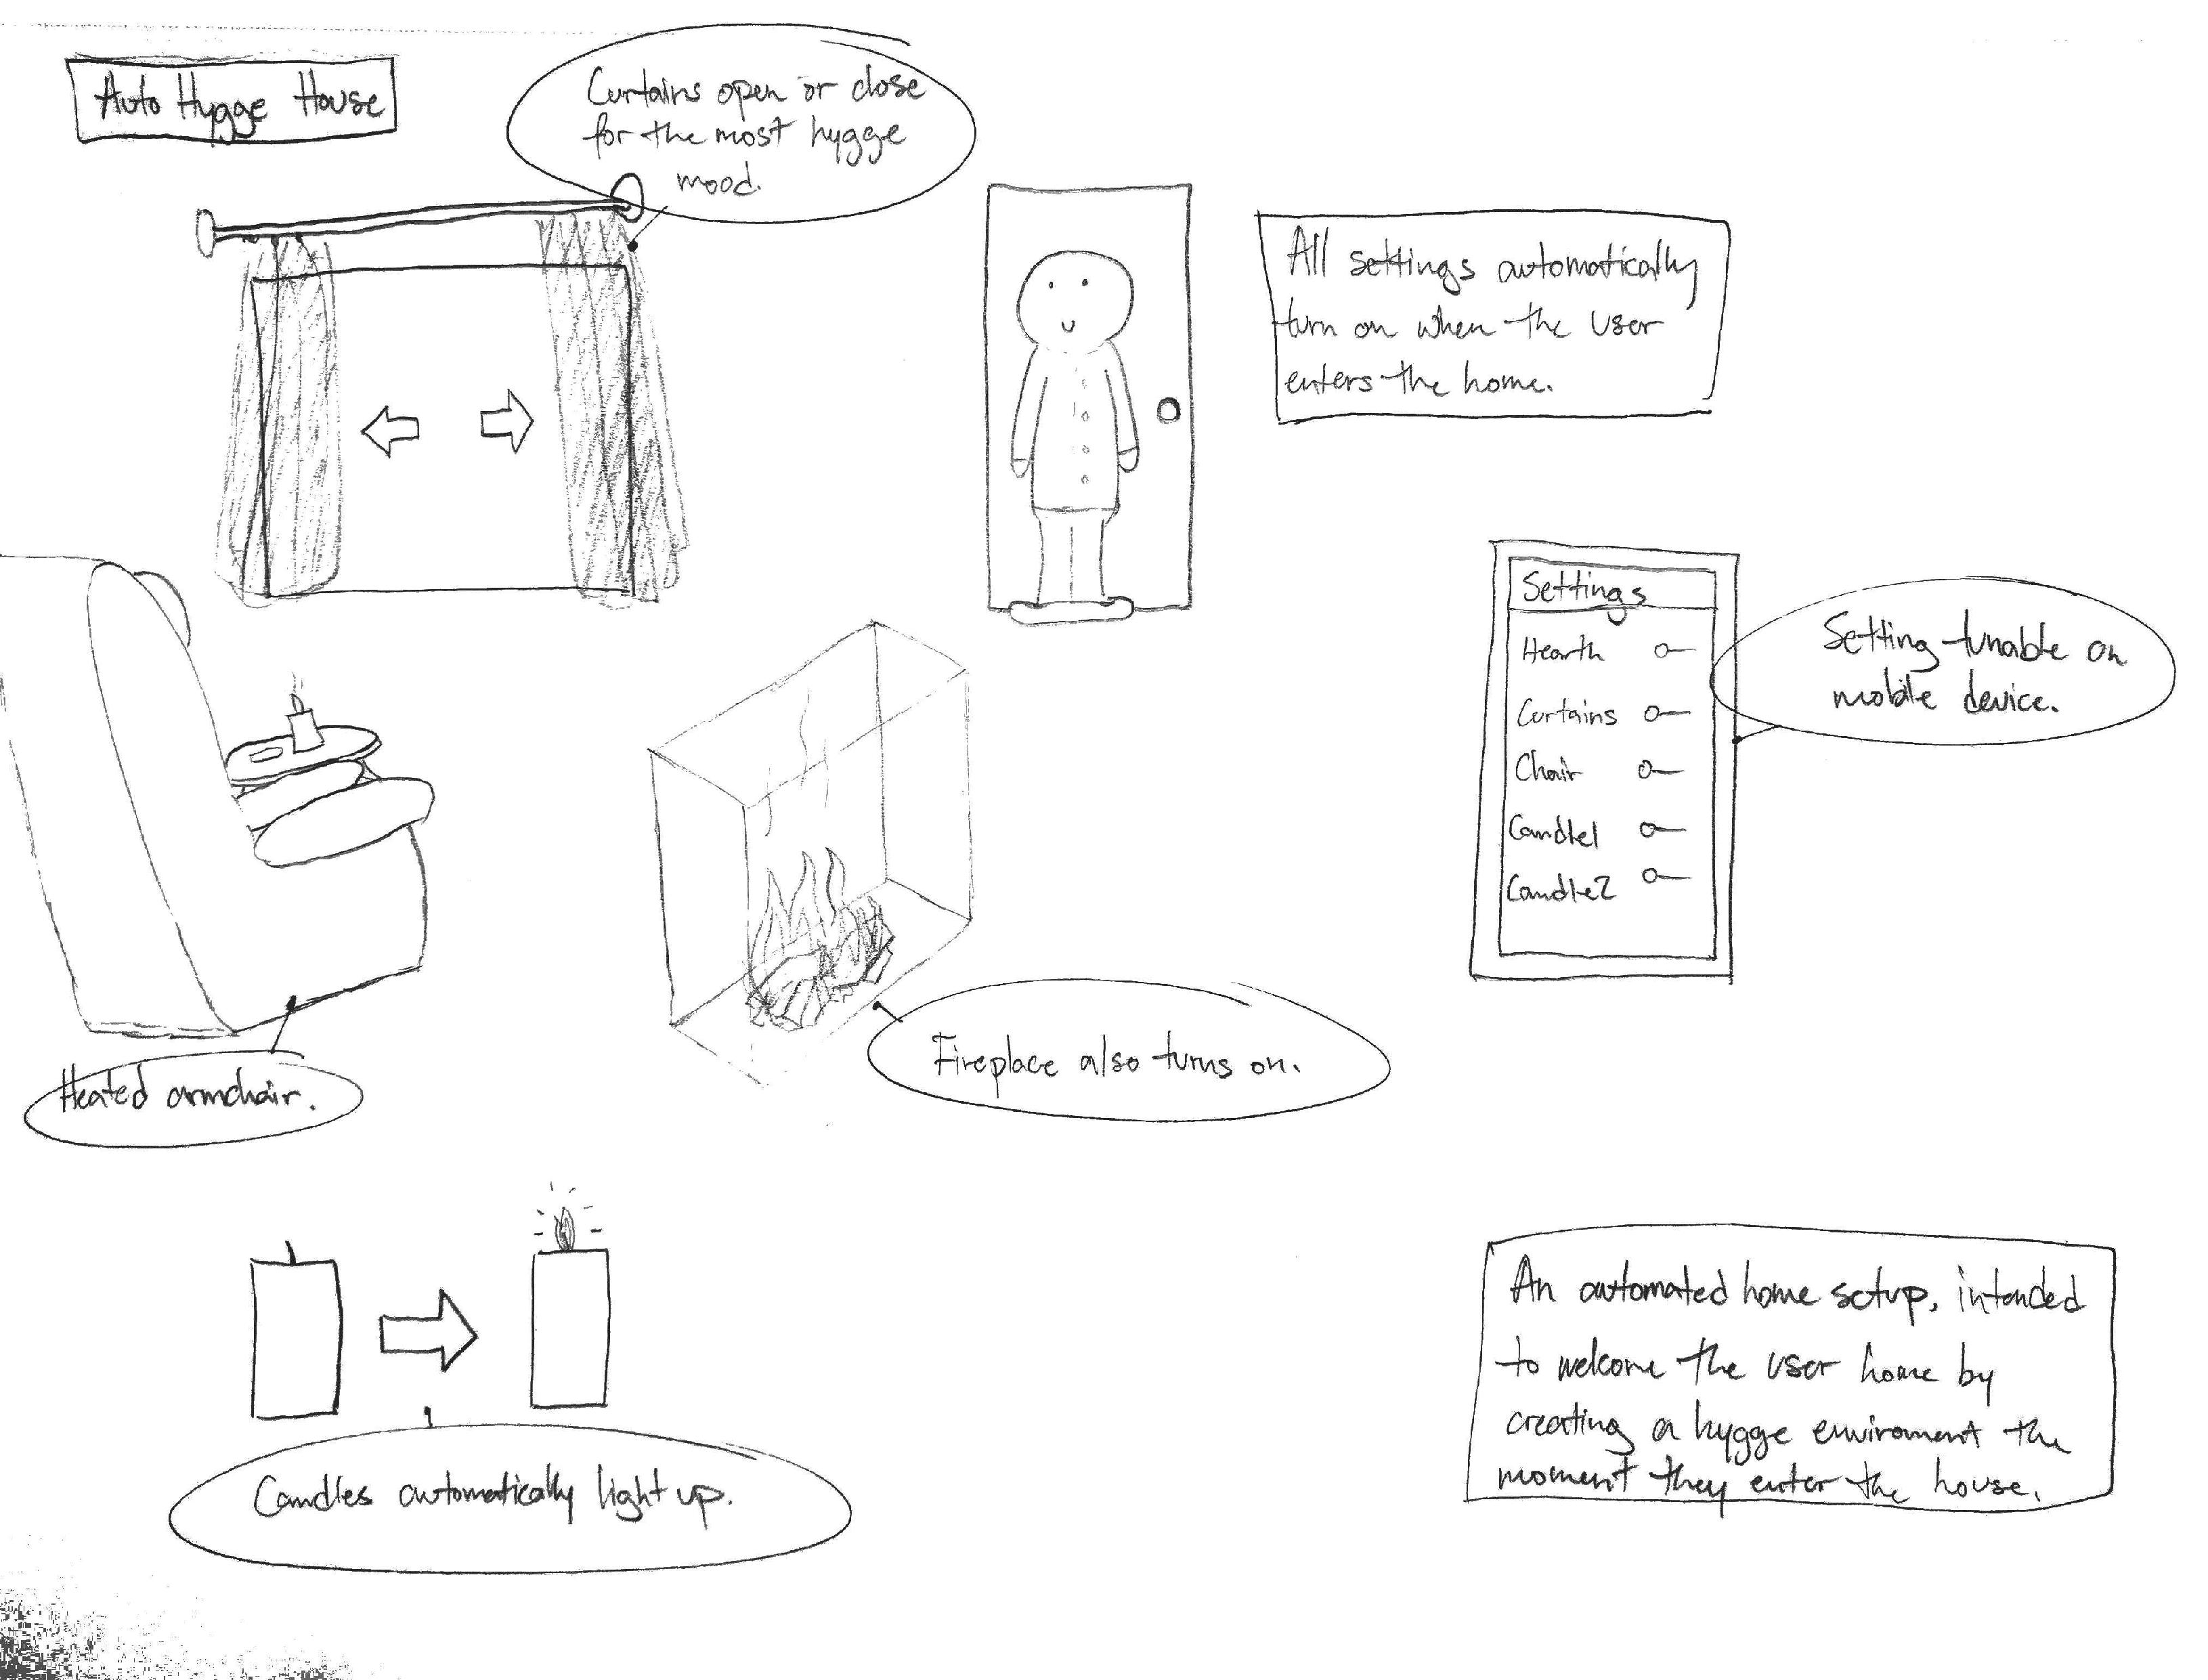 Auto Hygge House
Curtains open or close
for the most hygge
mood.
All settings automatically
turn on when the user
enters the home.
Settings
Hearth
Curtains
Chair
Candle1
Candle2
Setting tunable on
mobile device.
Heated armchair.
Fireplace also turns on.
Candles automatically light up.
An automated home setup, intended
to welcome the user home by
creating a hygge enviroment the
moment they enter the house.